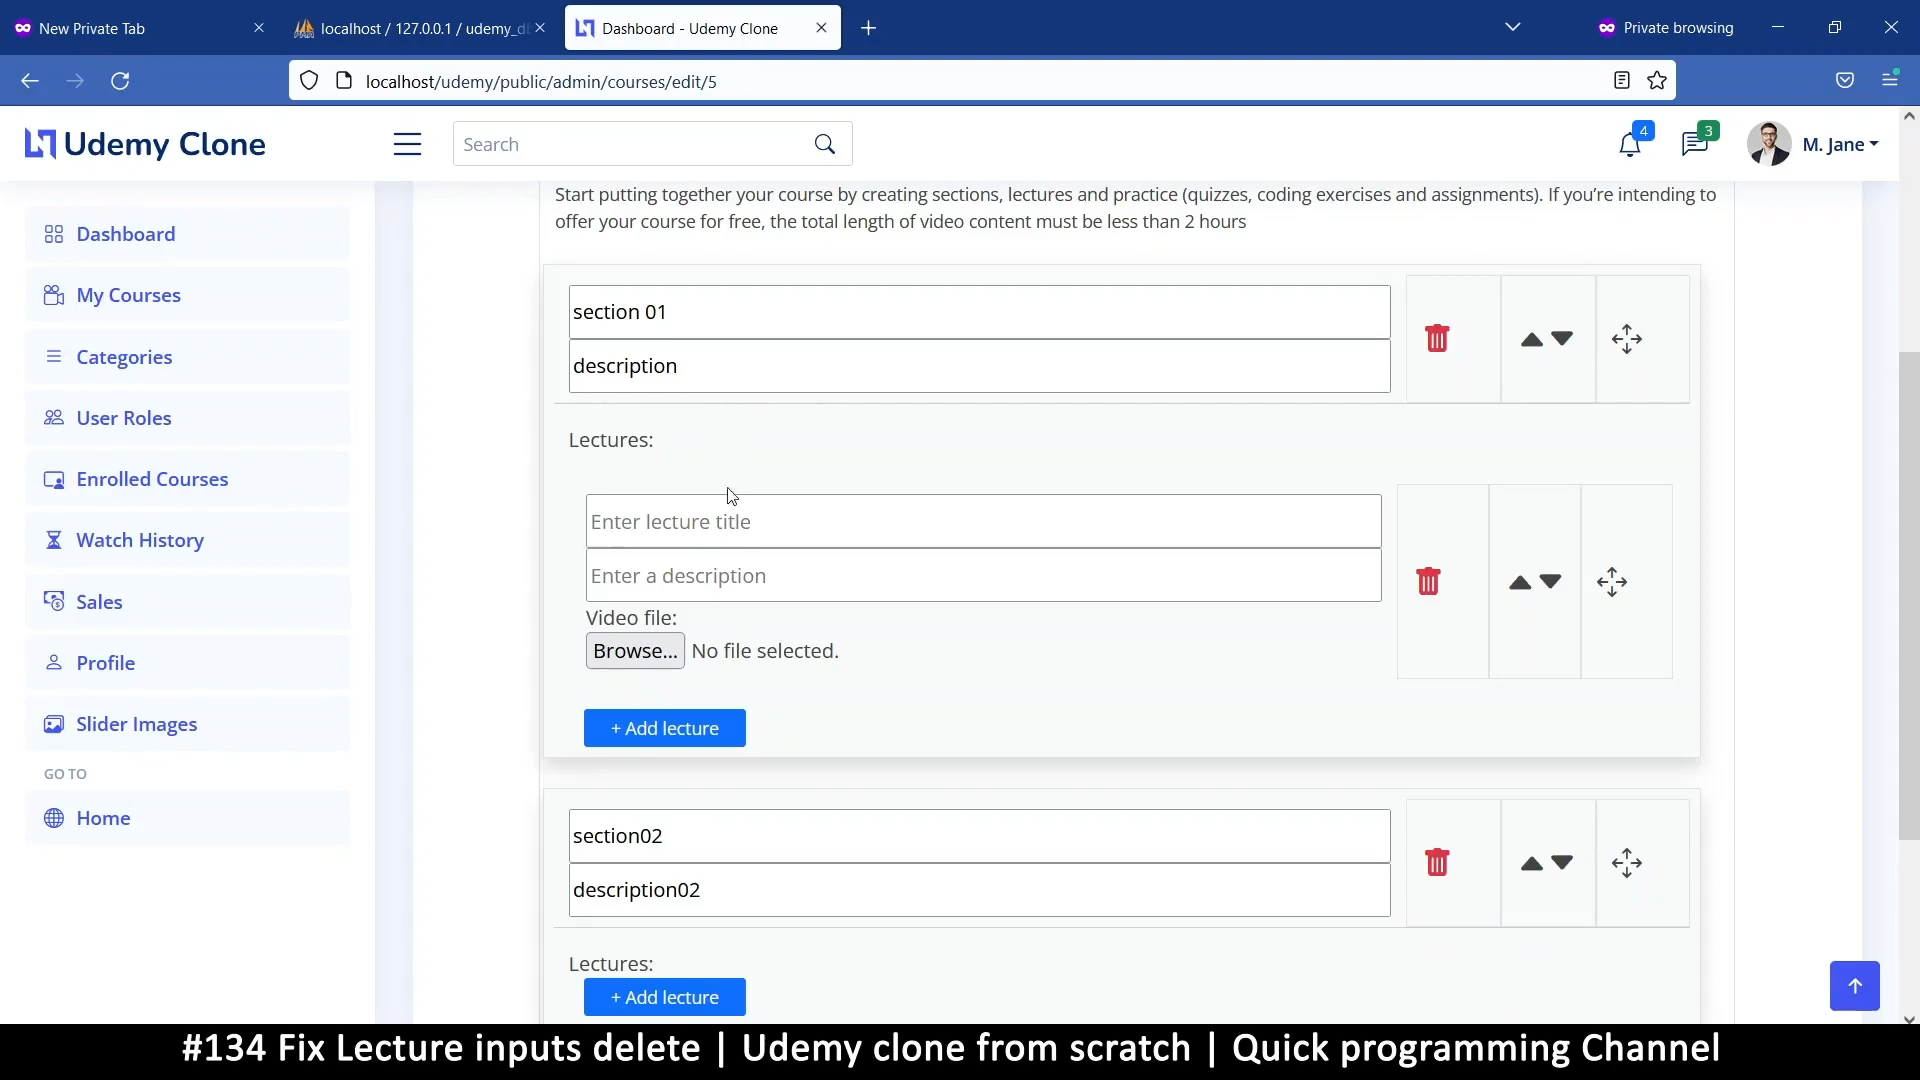 New Private Tab
localhost / 127.0.0.1 / udemy_d
Dashboard - Udemy Clone
Private browsing
localhost/udemy/public/admin/courses/edit/5
Udemy Clone
Search
4
3
M. Jane
Dashboard
My Courses
Categories
User Roles
Enrolled Courses
Watch History
Sales
Profile
Slider Images
GO TO
Home
Start putting together your course by creating sections, lectures and practice (quizzes, coding exercises and assignments). If you're intending to
offer your course for free, the total length of video content must be less than 2 hours
section 01
description
Lectures:
Enter lecture title
Enter a description
Video file:
Browse... No file selected.
+ Add lecture
section02
description02
Lectures:
+ Add lecture
#134 Fix Lecture inputs delete | Udemy clone from scratch | Quick programming Channel